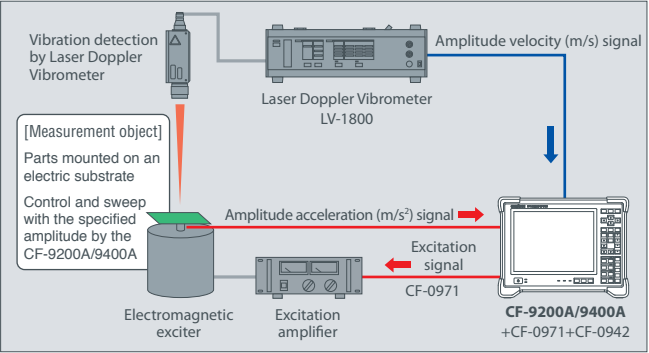 Vibration detection
by Laser Doppler
Vibrometer
Amplitude velocity (m/s) signal
Laser Doppler Vibrometer
LV-1800
[Measurement object]
Parts mounted on an
electric substrate
Control and sweep
with the specified
amplitude by the
CF-9200A/9400A
Amplitude acceleration (m/s²) signal
Excitation
signal
CF-0971
Electromagnetic
exciter
Excitation
amplifier
CF-9200A/9400A
+CF-0971+CF-0942